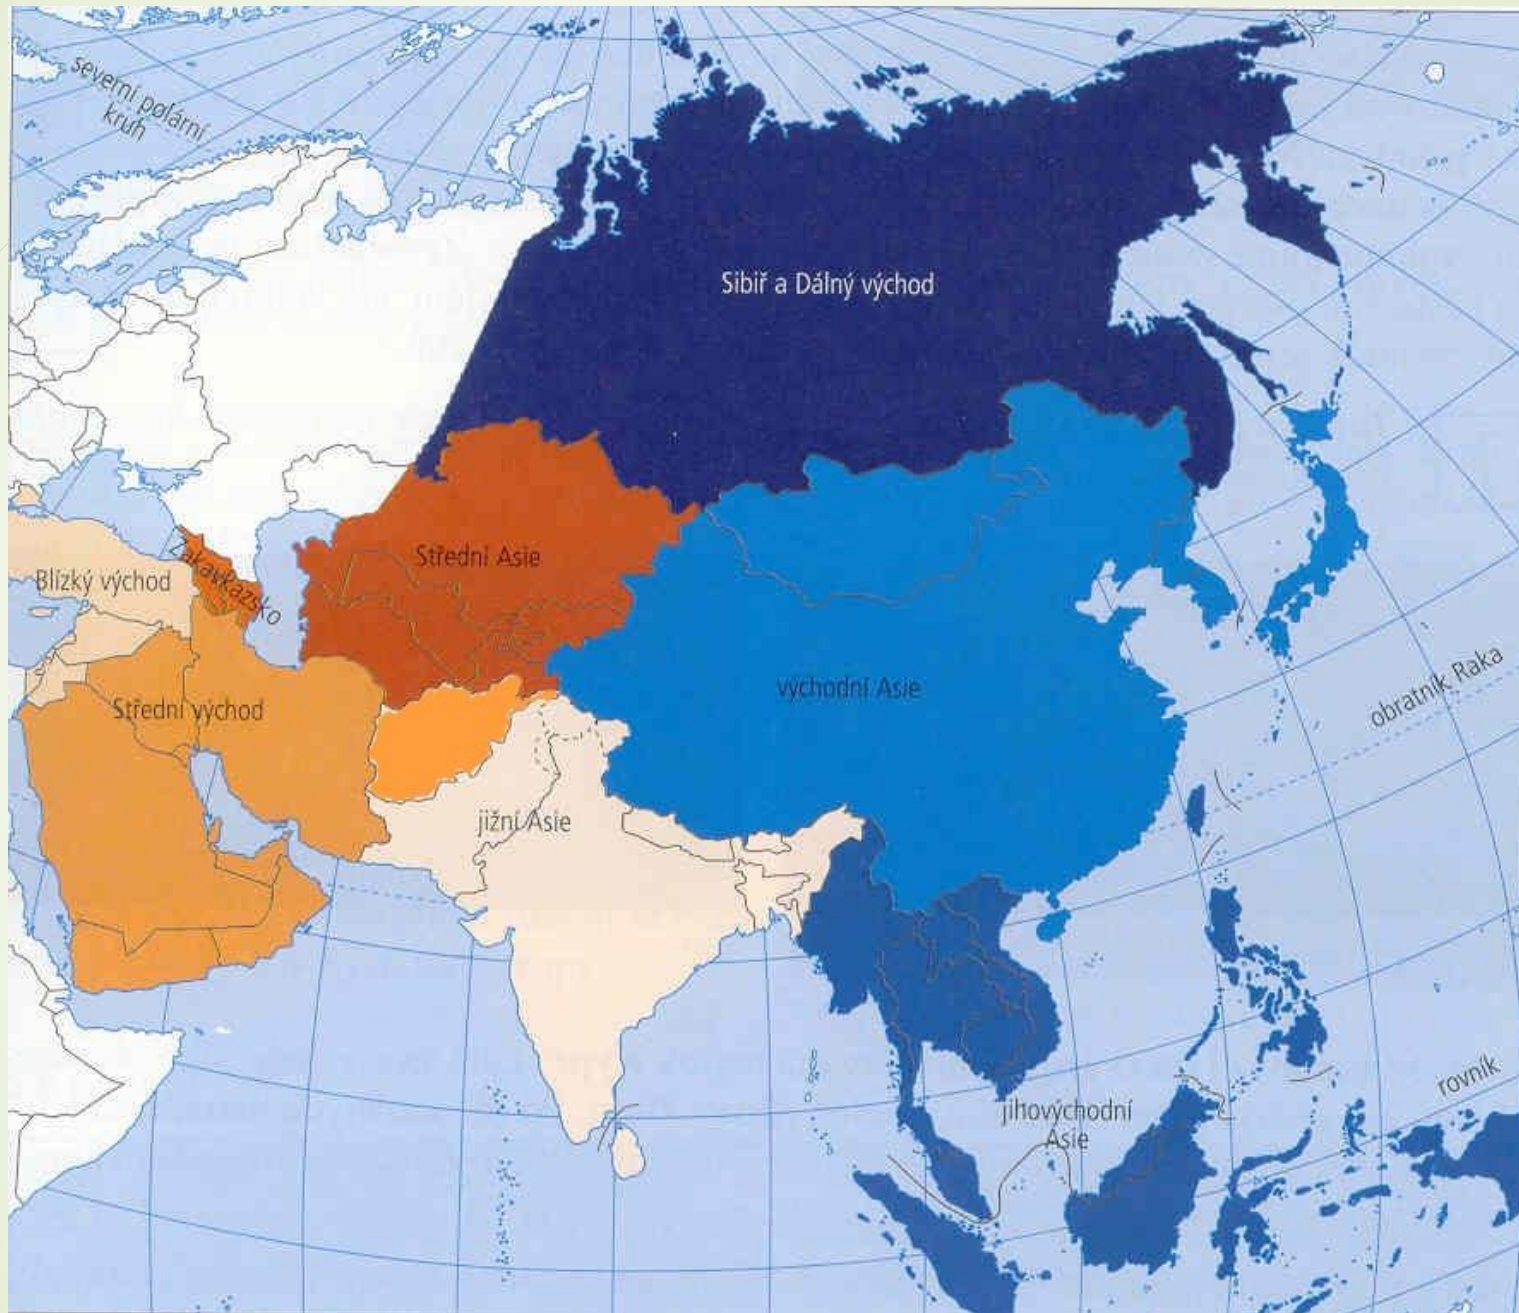 severní polární
kruh
Sibiř a Dálný východ
Střední Asie
Zakavkazsko
Blízký východ
východní Asie
obratník Raka
Střední východ
jižní Asie
rovník
jihovýchodní
Asie